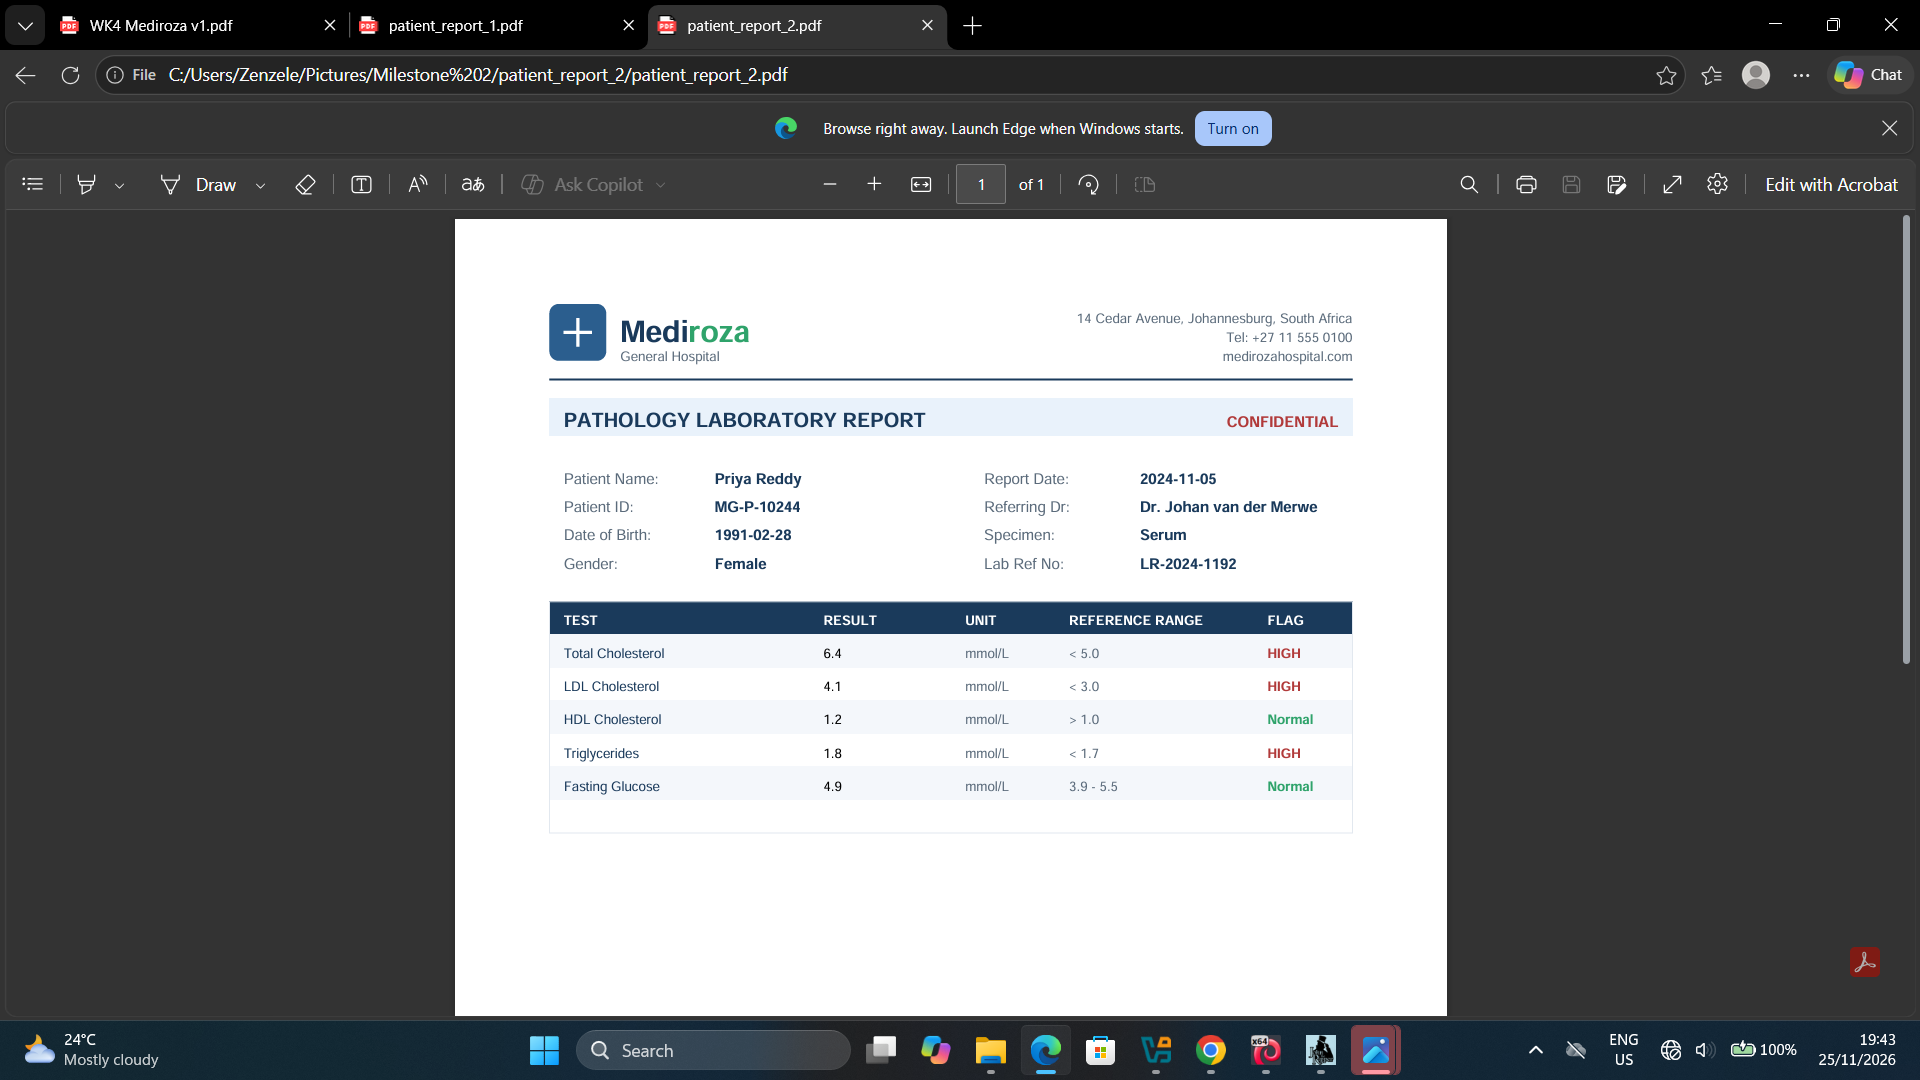 WK4 Mediroza v1.pdf
patient_report_1.pdf
patient_report_2.pdf
File C:/Users/Zenzele/Pictures/Milestone%202/patient_report_2/patient_report_2.pdf
Chat
Browse right away. Launch Edge when Windows starts. Turn on
Draw
Ask Copilot
1 of 1
Edit with Acrobat
Mediroza
General Hospital
14 Cedar Avenue, Johannesburg, South Africa
Tel: +27 11 555 0100
medirozahospital.com
PATHOLOGY LABORATORY REPORT CONFIDENTIAL
Patient Name: Priya Reddy Report Date: 2024-11-05
Patient ID: MG-P-10244 Referring Dr: Dr. Johan van der Merwe
Date of Birth: 1991-02-28 Specimen: Serum
Gender: Female Lab Ref No: LR-2024-1192
TEST RESULT UNIT REFERENCE RANGE FLAG
Total Cholesterol 6.4 mmol/L < 5.0 HIGH
LDL Cholesterol 4.1 mmol/L < 3.0 HIGH
HDL Cholesterol 1.2 mmol/L > 1.0 Normal
Triglycerides 1.8 mmol/L < 1.7 HIGH
Fasting Glucose 4.9 mmol/L 3.9 - 5.5 Normal
24°C
Mostly cloudy
Search
ENG
US
100%
19:43
25/11/2026